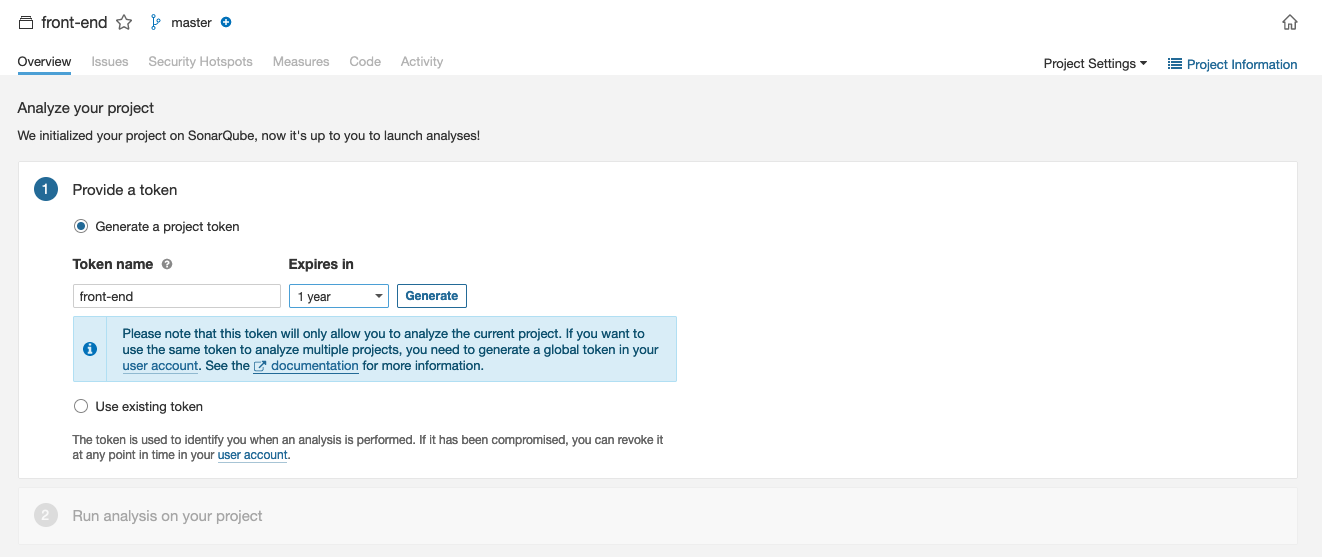 front-end master
Overview Issues Security Hotspots Measures Code Activity Project Settings Project Information
Analyze your project
We initialized your project on SonarQube, now it's up to you to launch analyses!
1 Provide a token
Generate a project token
Token name ? Expires in
front-end 1 year Generate
Please note that this token will only allow you to analyze the current project. If you want to
use the same token to analyze multiple projects, you need to generate a global token in your
user account. See the documentation for more information.
Use existing token
The token is used to identify you when an analysis is performed. If it has been compromised, you can revoke it
at any point in time in your user account.
2 Run analysis on your project